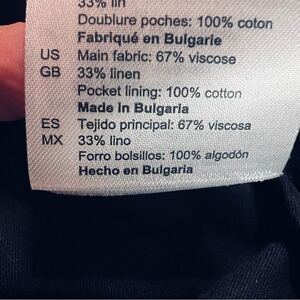 33% lin
Doublure poches: 100% coton
Fabriqué en Bulgarie
US Main fabric: 67% viscose
GB 33% linen
Pocket lining: 100% cotton
Made in Bulgaria
ES Tejido principal: 67% viscosa
MX 33% lino
Forro bolsillos: 100% algodón
Hecho en Bulgaria